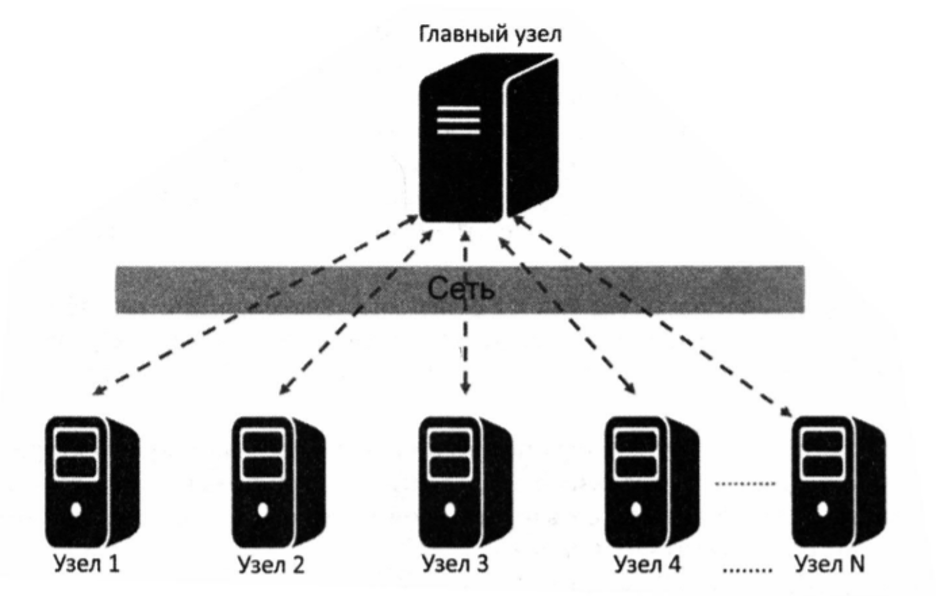 Главный узел
Сеть
Узел 1 Узел 2 Узел 3 Узел 4 ........ Узел N